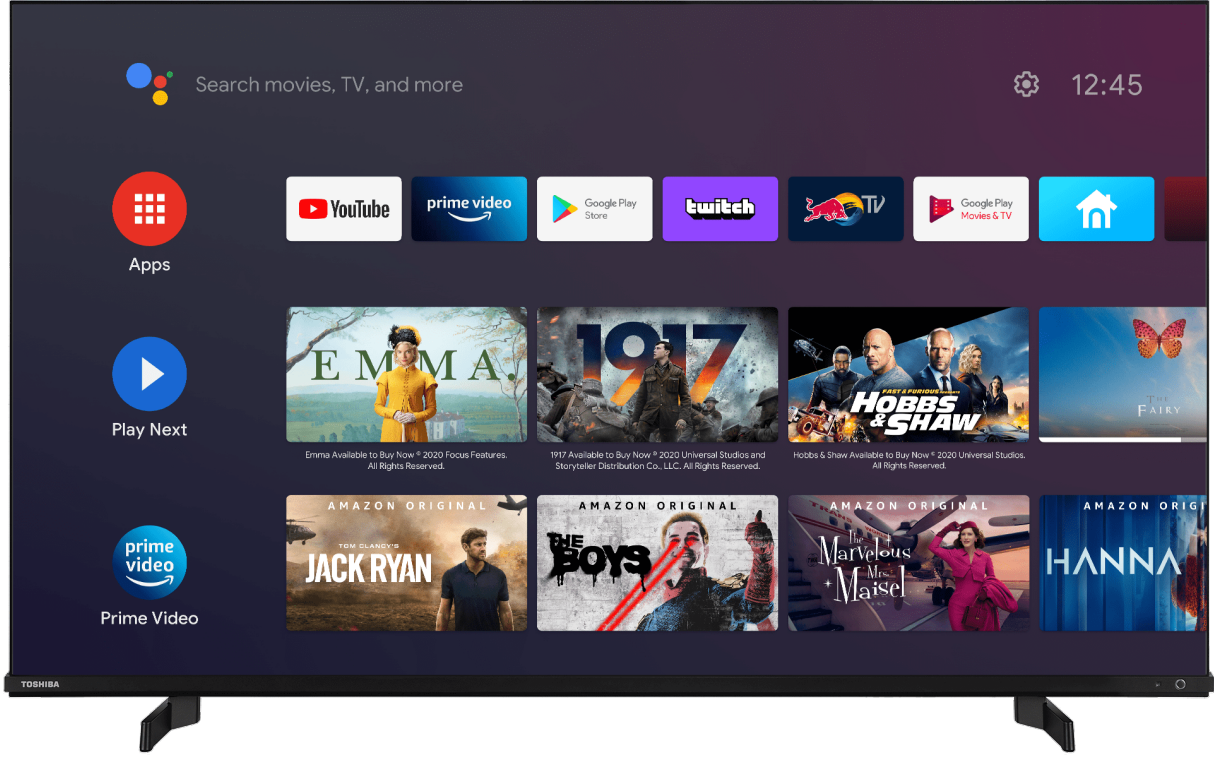 Search movies, TV, and more
12:45
Apps
YouTube
prime video
Google Play
Store
twitch
TV
Google Play
Movies & TV
Play Next
EMMA.
Emma Available to Buy Now © 2020 Focus Features.
All Rights Reserved.
1917
1917 Available to Buy Now © 2020 Universal Studios and
Storyteller Distribution Co., LLC. All Rights Reserved.
FAST & FURIOUS PRESENTS
HOBBS
& SHAW
Hobbs & Shaw Available to Buy Now © 2020 Universal Studios.
All Rights Reserved.
THE
FAIRY
prime
video
Prime Video
AMAZON ORIGINAL
TOM CLANCY'S
JACK RYAN
AMAZON ORIGINAL
THE
BOYS
AMAZON ORIGINAL
The
Marvelous
Mrs.
Maisel
AMAZON ORIGI
HANNA
TOSHIBA